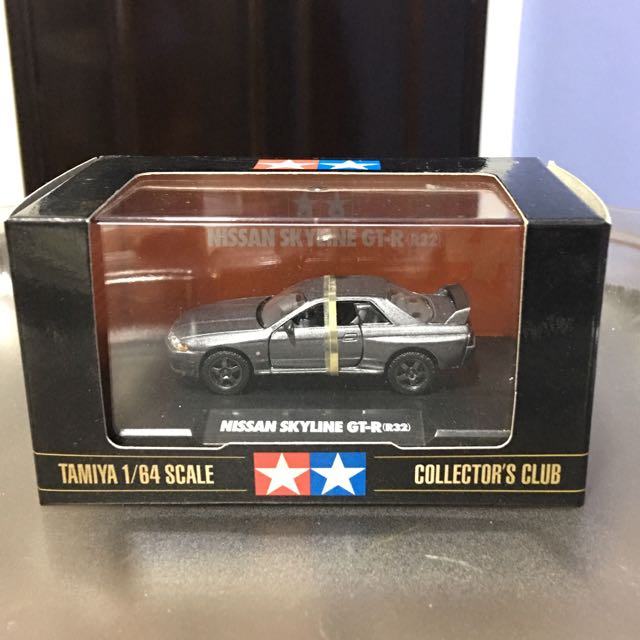 NISSAN SKYLINE GT-R(R32)
NISSAN SKYLINE GT-R(R32)
TAMIYA 1/64 SCALE
COLLECTOR'S CLUB